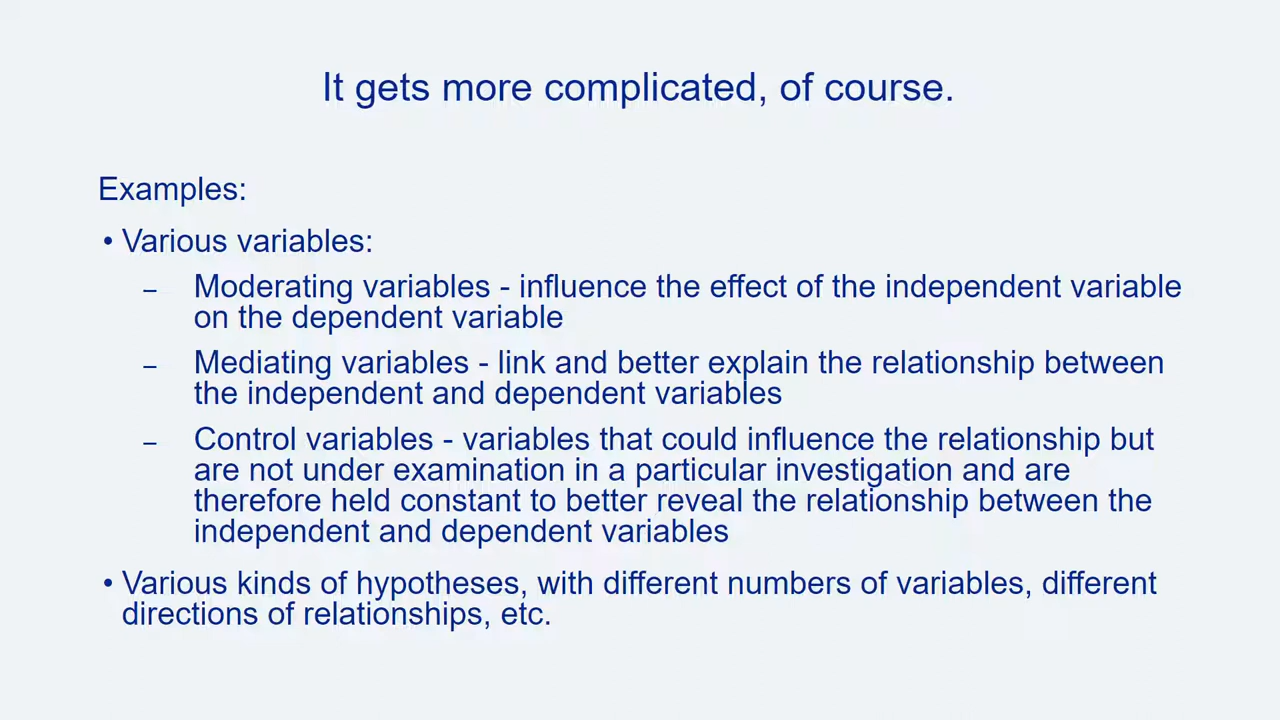 It gets more complicated, of course.
Examples:
• Various variables:
– Moderating variables - influence the effect of the independent variable
on the dependent variable
– Mediating variables - link and better explain the relationship between
the independent and dependent variables
– Control variables - variables that could influence the relationship but
are not under examination in a particular investigation and are
therefore held constant to better reveal the relationship between the
independent and dependent variables
• Various kinds of hypotheses, with different numbers of variables, different
directions of relationships, etc.